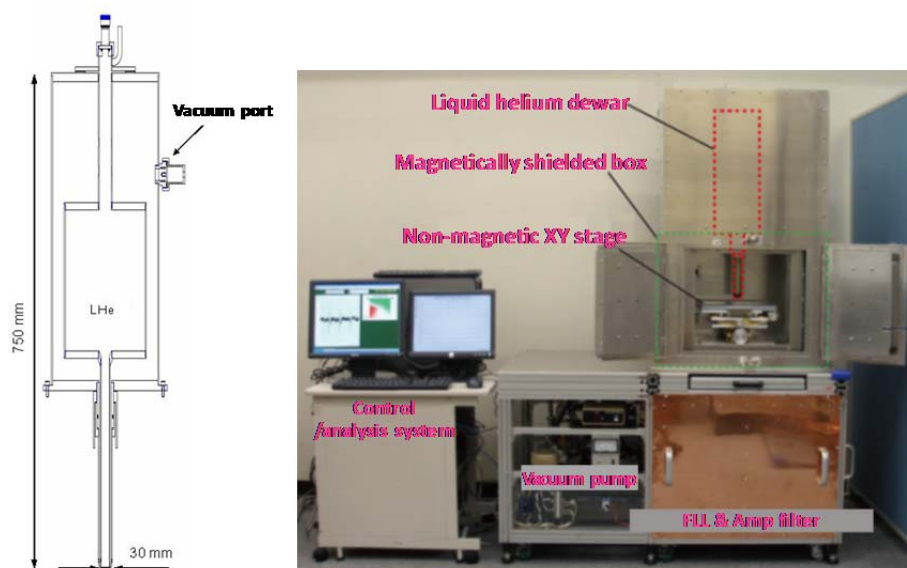 Vacuum port
LHe
750 mm
30 mm
Liquid helium dewar
Magnetically shielded box
Non-magnetic XY stage
Control
/analysis system
Vacuum pump
FLL & Amp filter